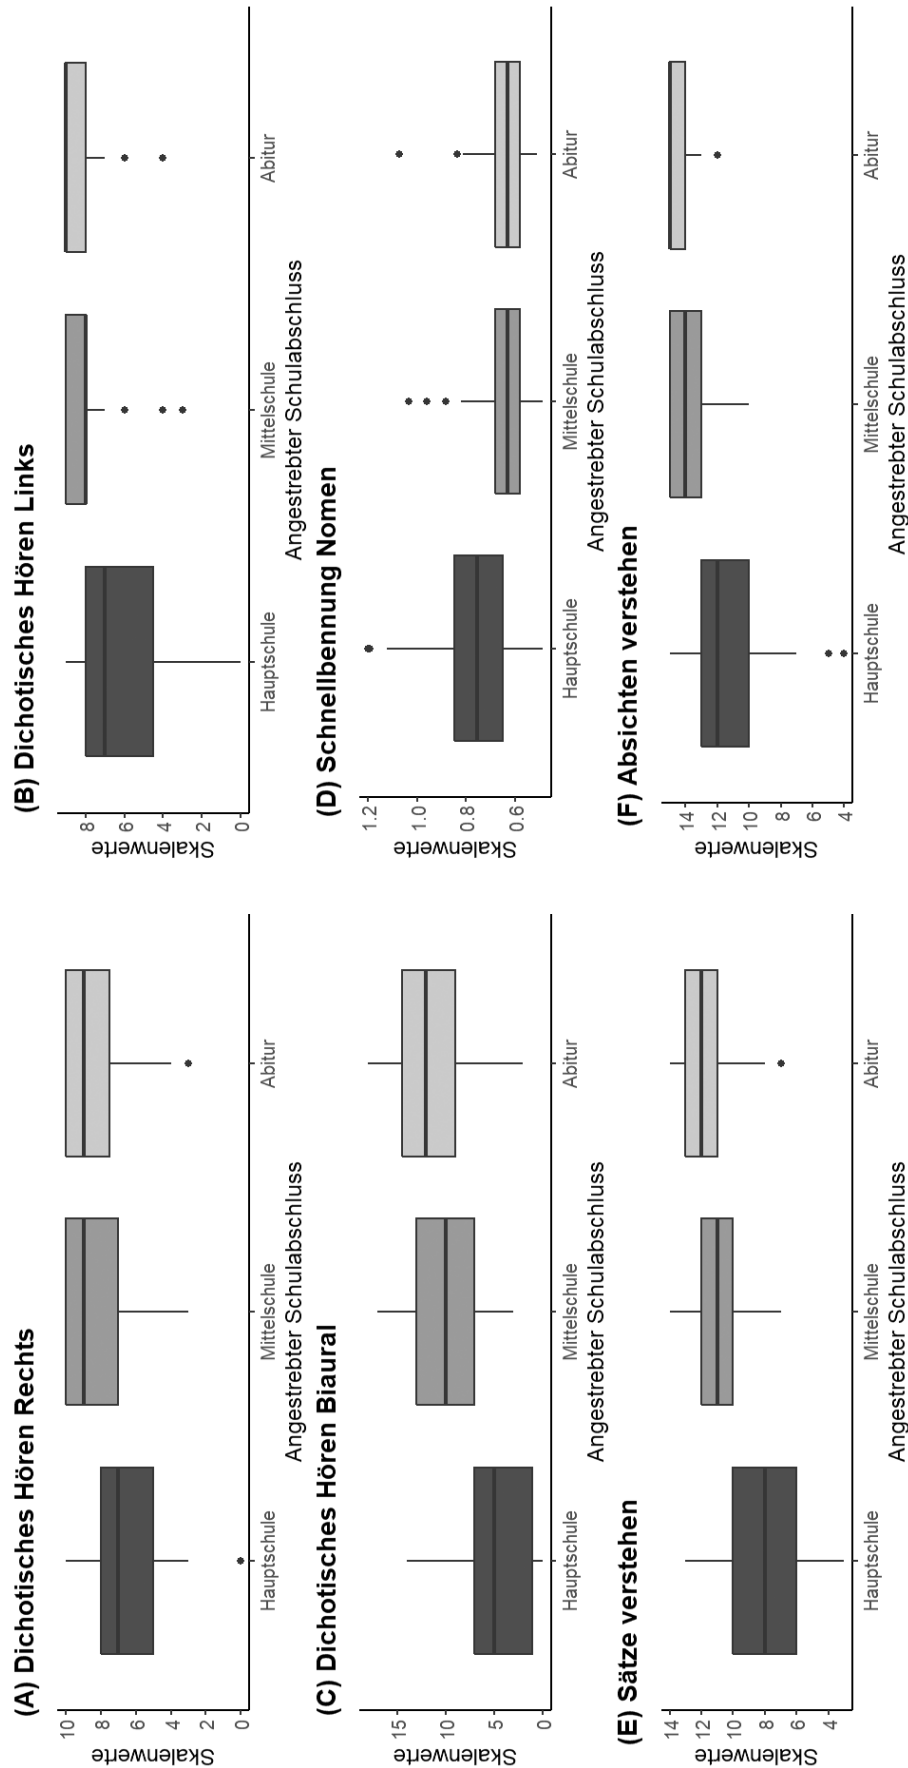 (A) Dichotisches Hören Rechts
Skalenwerte
10
8
6
4
2
0
Hauptschule Mittelschule Abitur
Angestrebter Schulabschluss
(B) Dichotisches Hören Links
Skalenwerte
8
6
4
2
0
Hauptschule Mittelschule Abitur
Angestrebter Schulabschluss
(C) Dichotisches Hören Biaural
Skalenwerte
15
10
5
0
Hauptschule Mittelschule Abitur
Angestrebter Schulabschluss
(D) Schnellbennung Nomen
Skalenwerte
1.2
1.0
0.8
0.6
Hauptschule Mittelschule Abitur
Angestrebter Schulabschluss
(E) Sätze verstehen
Skalenwerte
14
12
10
8
6
4
Hauptschule Mittelschule Abitur
Angestrebter Schulabschluss
(F) Absichten verstehen
Skalenwerte
14
12
10
8
6
4
Hauptschule Mittelschule Abitur
Angestrebter Schulabschluss